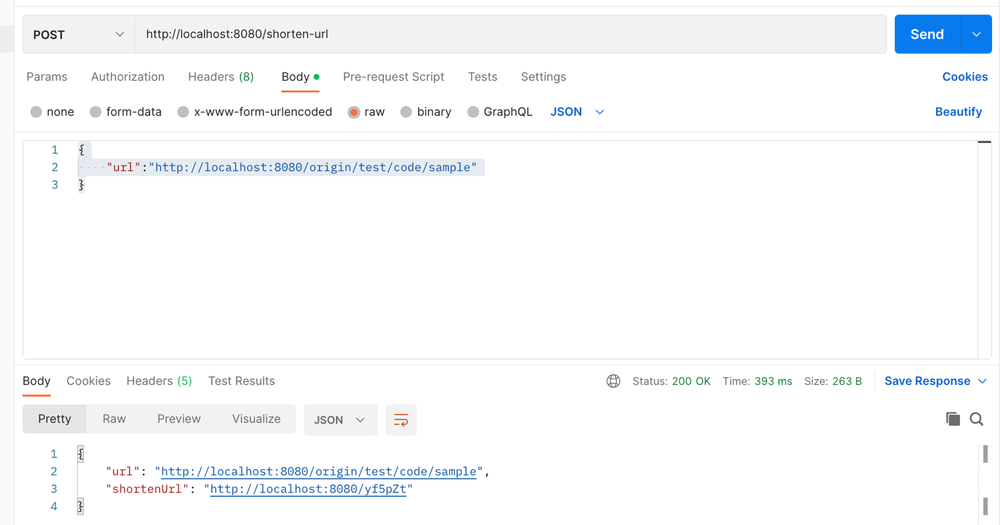 POST http://localhost:8080/shorten-url Send
Params Authorization Headers (8) Body Pre-request Script Tests Settings Cookies
none form-data x-www-form-urlencoded raw binary GraphQL JSON Beautify
1 {
2 ····"url":"http://localhost:8080/origin/test/code/sample"
3 }
Body Cookies Headers (5) Test Results Status: 200 OK Time: 393 ms Size: 263 B Save Response
Pretty Raw Preview Visualize JSON
1 {
2 "url": "http://localhost:8080/origin/test/code/sample",
3 "shortenUrl": "http://localhost:8080/yf5pZt"
4 }